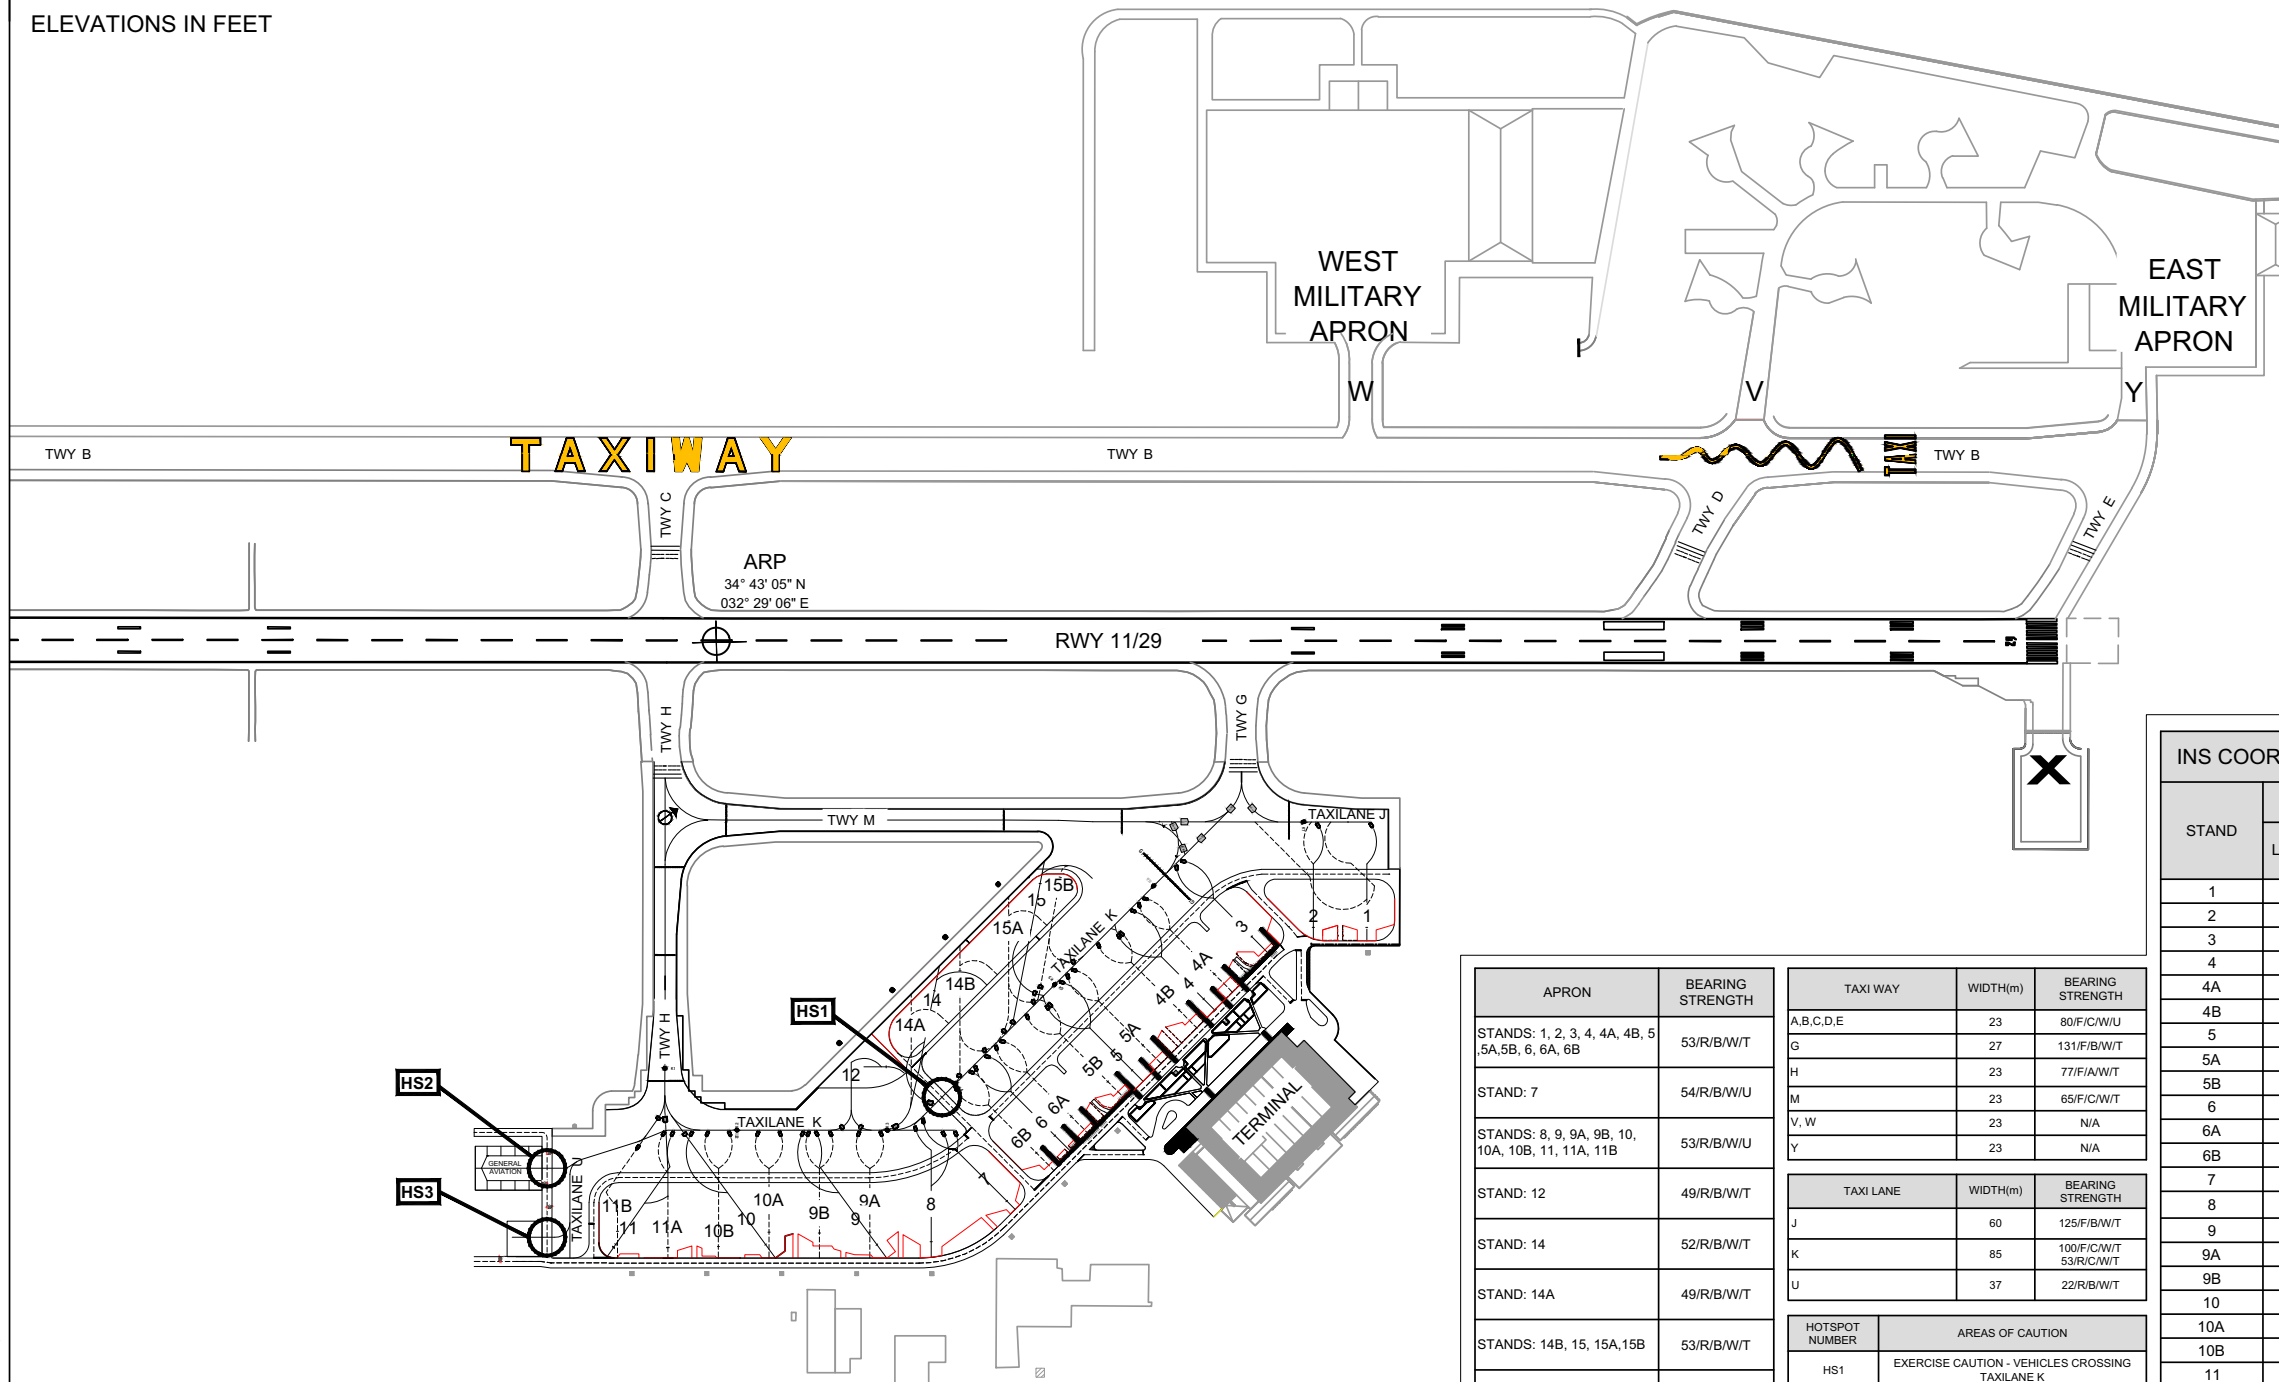 ELEVATIONS IN FEET
WEST
MILITARY
APRON
EAST
MILITARY
APRON
W
V
Y
TWY B
TAXIWAY
TWY B
TAXI
TWY B
TWY C
TWY D
TWY E
ARP
34° 43' 05" N
032° 29' 06" E
RWY 11/29
29
TWY H
TWY G
X
TWY M
TAXILANE J
15B
15
15A
14B
14
14A
TAXILANE K
3
2
1
4A
4
4B
5A
5
5B
6A
6
6B
HS1
12
TWY H
HS2
TAXILANE K
TERMINAL
GENERAL
AVIATION
HS3
TAXILANE U
7
8
9A
9
9B
10A
10
10B
11A
11B
11
APRON
BEARING
STRENGTH
STANDS: 1, 2, 3, 4, 4A, 4B, 5
,5A,5B, 6, 6A, 6B
53/R/B/W/T
STAND: 7
54/R/B/W/U
STANDS: 8, 9, 9A, 9B, 10,
10A, 10B, 11, 11A, 11B
53/R/B/W/U
STAND: 12
49/R/B/W/T
STAND: 14
52/R/B/W/T
STAND: 14A
49/R/B/W/T
STANDS: 14B, 15, 15A,15B
53/R/B/W/T
TAXI WAY
WIDTH(m)
BEARING
STRENGTH
A,B,C,D,E
23
80/F/C/W/U
G
27
131/F/B/W/T
H
23
77/F/A/W/T
M
23
65/F/C/W/T
V, W
23
N/A
Y
23
N/A
TAXI LANE
WIDTH(m)
BEARING
STRENGTH
J
60
125/F/B/W/T
K
85
100/F/C/W/T
53/R/C/W/T
U
37
22/R/B/W/T
HOTSPOT
NUMBER
AREAS OF CAUTION
HS1
EXERCISE CAUTION - VEHICLES CROSSING
TAXILANE K
INS COOR
STAND
L
1
2
3
4
4A
4B
5
5A
5B
6
6A
6B
7
8
9
9A
9B
10
10A
10B
11